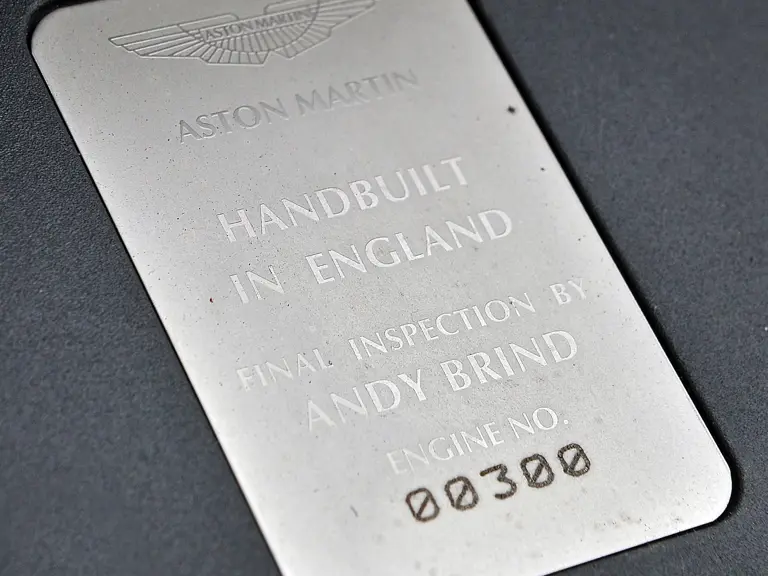 ASTON MARTIN
ASTON MARTIN
HANDBUILT
IN ENGLAND
FINAL INSPECTION BY
ANDY BRIND
ENGINE NO.
00300